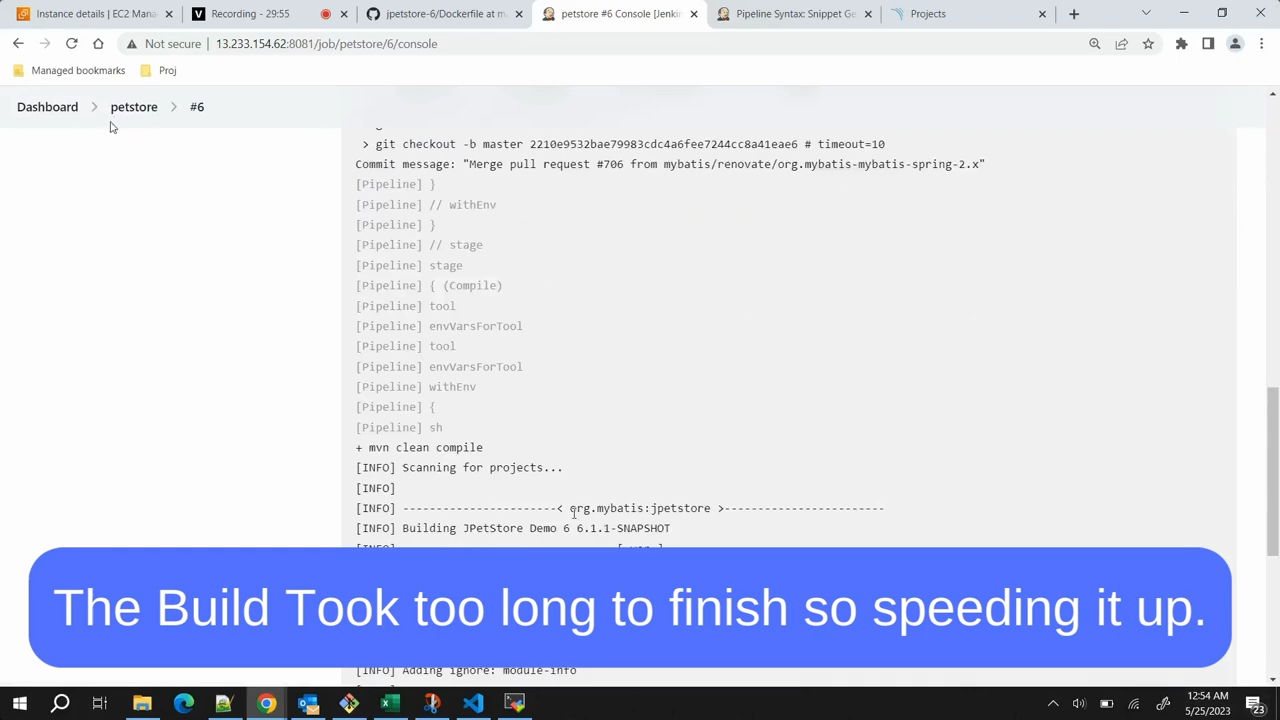 Instance details | EC2 Mana
Recording - 29:55
jpetstore-6/Dockerfile at m
petstore #6 Console [Jenkin
Pipeline Syntax: Snippet Ge
Projects
Not secure
13.233.154.62:8081/job/petstore/6/console
Managed bookmarks
Proj
Dashboard
petstore
#6
> git checkout -b master 2210e9532bae79983cdc4a6fee7244cc8a41eae6 # timeout=10
Commit message: "Merge pull request #706 from mybatis/renovate/org.mybatis-mybatis-spring-2.x"
[Pipeline] }
[Pipeline] // withEnv
[Pipeline] }
[Pipeline] // stage
[Pipeline] stage
[Pipeline] { (Compile)
[Pipeline] tool
[Pipeline] envVarsForTool
[Pipeline] tool
[Pipeline] envVarsForTool
[Pipeline] withEnv
[Pipeline] {
[Pipeline] sh
+ mvn clean compile
[INFO] Scanning for projects...
[INFO]
[INFO] -----------------------< org.mybatis:jpetstore >------------------------
[INFO] Building JPetStore Demo 6 6.1.1-SNAPSHOT
The Build Took too long to finish so speeding it up.
[INFO] Adding ignore: module-info
12:54 AM
5/25/2023
23